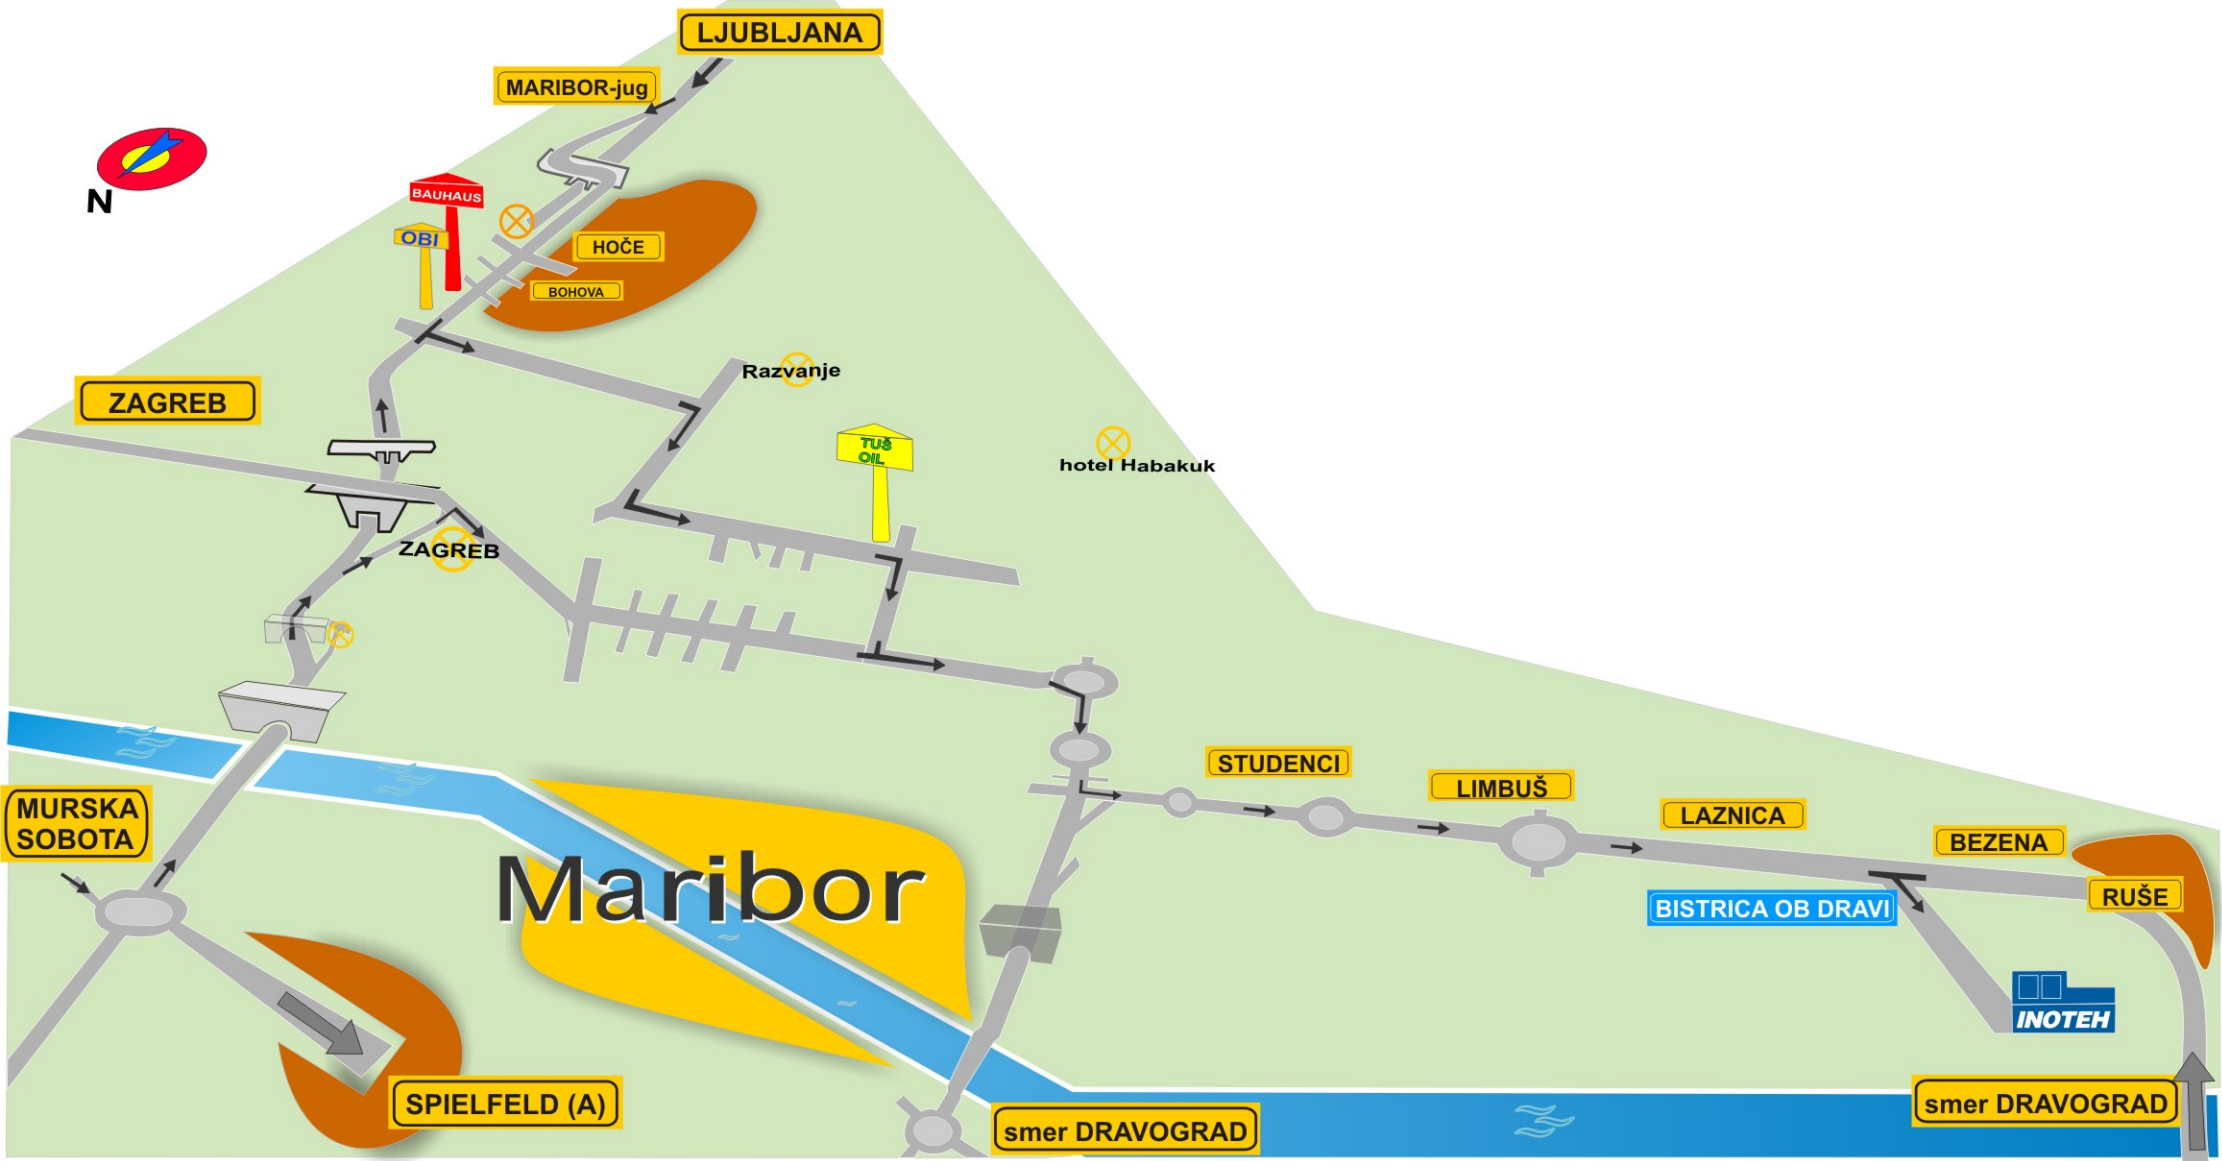 LJUBLJANA
MARIBOR-jug
N
BAUHAUS
OBI
HOČE
BOHOVA
Razvanje
ZAGREB
TUŠ
OIL
hotel Habakuk
ZAGREB
STUDENCI
LIMBUŠ
LAZNICA
BEZENA
MURSKA
SOBOTA
Maribor
RUŠE
BISTRICA OB DRAVI
INOTEH
SPIELFELD (A)
smer DRAVOGRAD
smer DRAVOGRAD